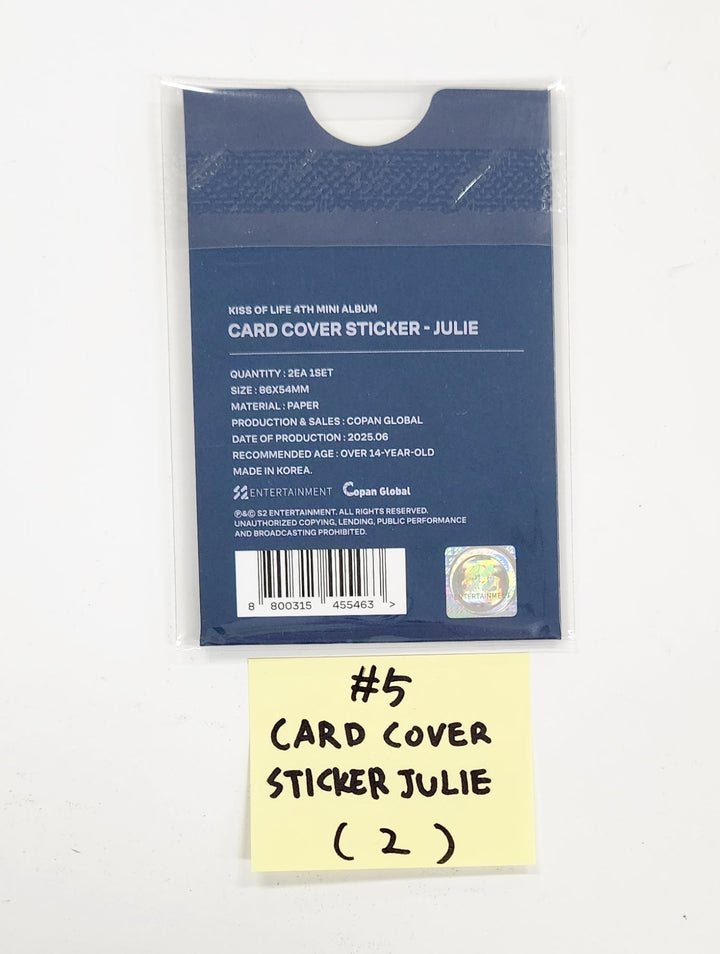 KISS OF LIFE 4TH MINI ALBUM
CARD COVER STICKER - JULIE
QUANTITY : 2EA 1SET
SIZE : 86X54MM
MATERIAL : PAPER
PRODUCTION & SALES : COPAN GLOBAL
DATE OF PRODUCTION : 2025.06
RECOMMENDED AGE : OVER 14-YEAR-OLD
MADE IN KOREA.
S2 ENTERTAINMENT Copan Global
℗&© S2 ENTERTAINMENT. ALL RIGHTS RESERVED.
UNAUTHORIZED COPYING, LENDING, PUBLIC PERFORMANCE
AND BROADCASTING PROHIBITED.
8 800315 455463 >
ENTERTAINMENT
#5
CARD COVER
STICKER JULIE
( 2 )